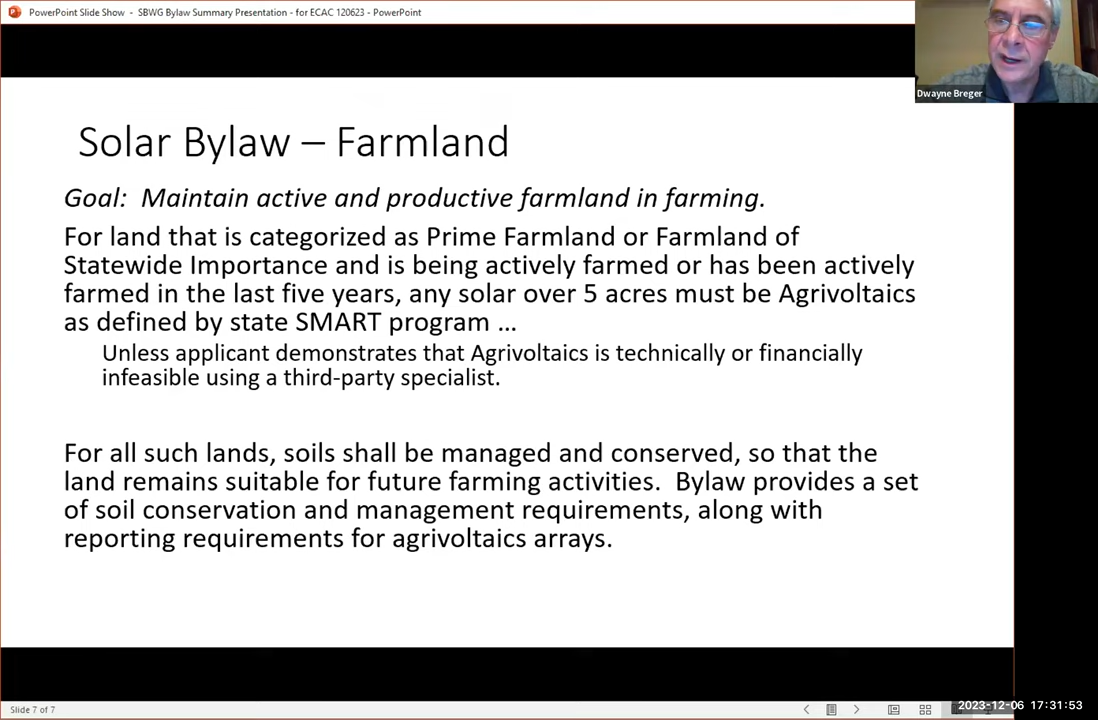 PowerPoint Slide Show - SBWG Bylaw Summary Presentation - for ECAC 120623 - PowerPoint
Dwayne Breger
Solar Bylaw – Farmland
Goal:  Maintain active and productive farmland in farming.
For land that is categorized as Prime Farmland or Farmland of
Statewide Importance and is being actively farmed or has been actively
farmed in the last five years, any solar over 5 acres must be Agrivoltaics
as defined by state SMART program ...
Unless applicant demonstrates that Agrivoltaics is technically or financially
infeasible using a third-party specialist.
For all such lands, soils shall be managed and conserved, so that the
land remains suitable for future farming activities.  Bylaw provides a set
of soil conservation and management requirements, along with
reporting requirements for agrivoltaics arrays.
Slide 7 of 7
2023-12-06 17:31:53